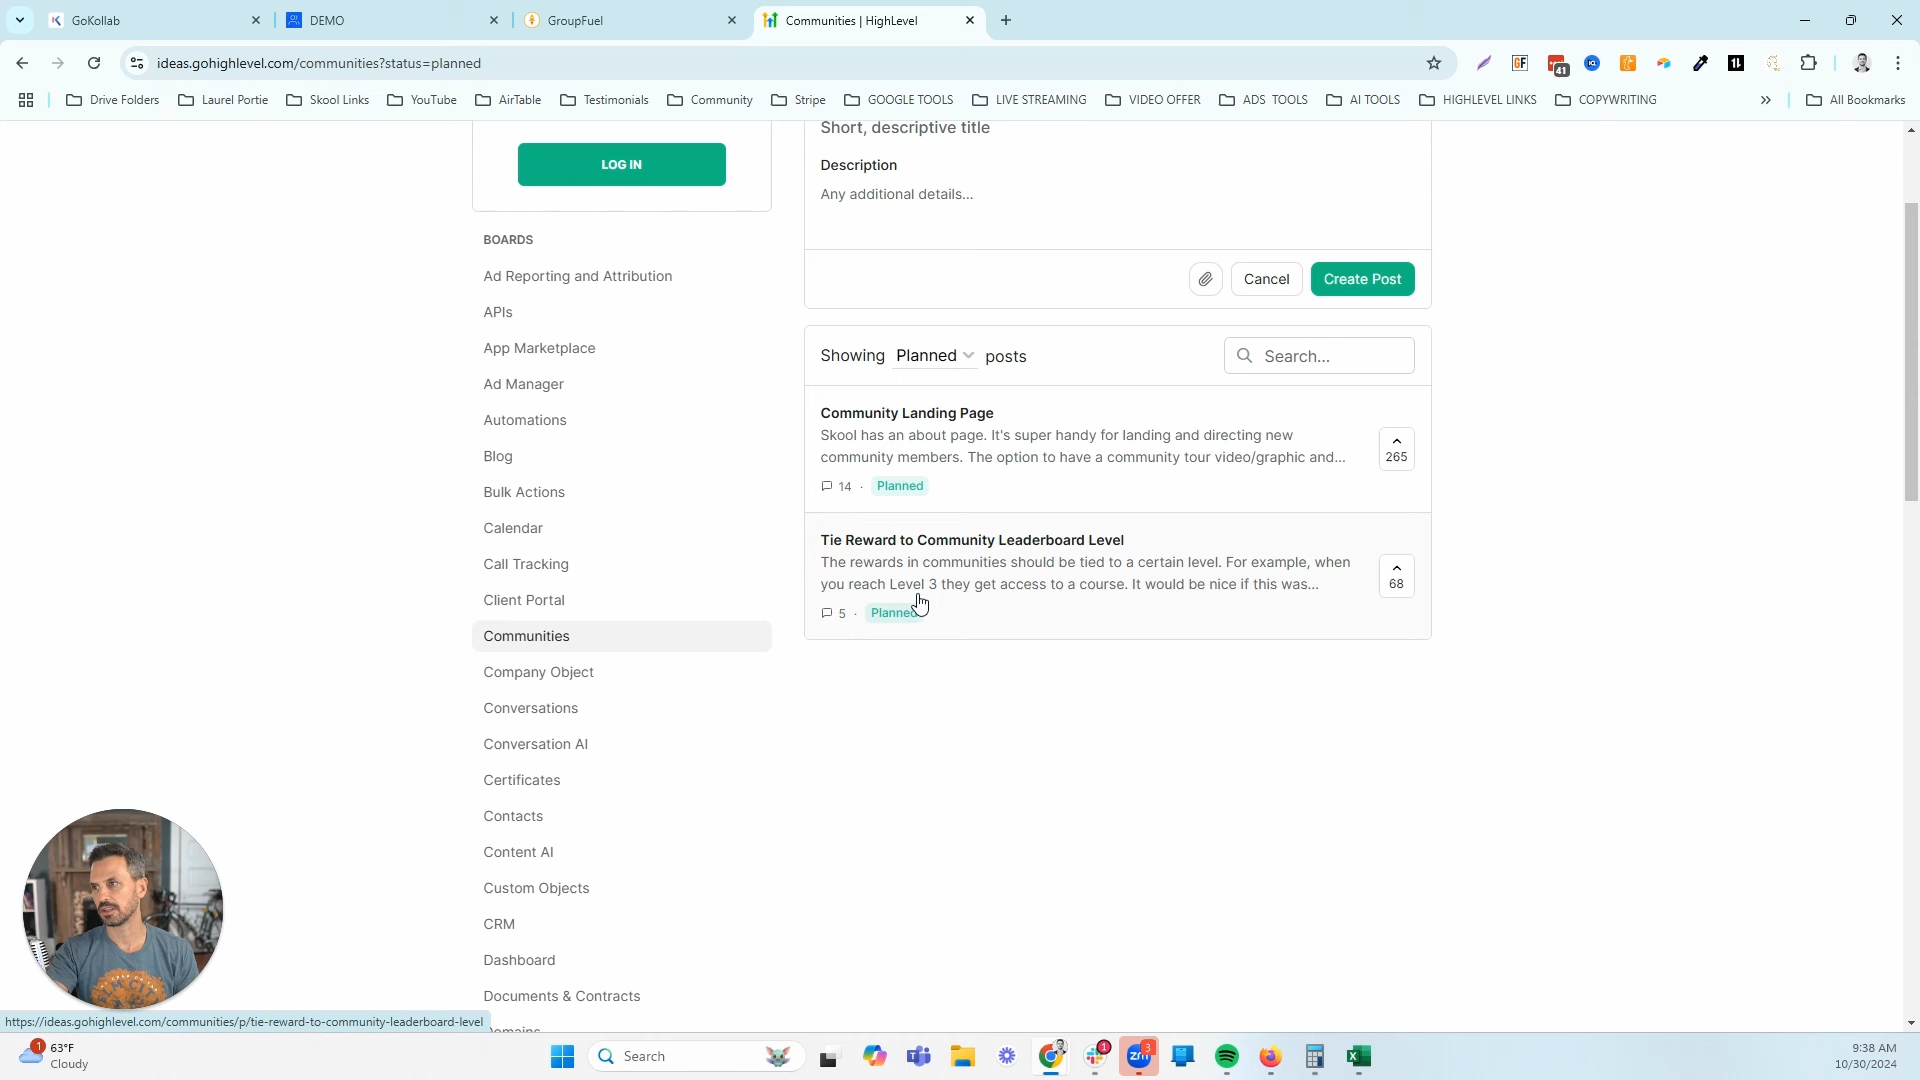 GoKollab
DEMO
GroupFuel
Communities | HighLevel
ideas.gohighlevel.com/communities?status=planned
41
Drive Folders
Laurel Portie
Skool Links
YouTube
AirTable
Testimonials
Community
Stripe
GOOGLE TOOLS
LIVE STREAMING
VIDEO OFFER
ADS TOOLS
AI TOOLS
HIGHLEVEL LINKS
COPYWRITING
All Bookmarks
LOG IN
BOARDS
Ad Reporting and Attribution
APIs
App Marketplace
Ad Manager
Automations
Blog
Bulk Actions
Calendar
Call Tracking
Client Portal
Communities
Company Object
Conversations
Conversation AI
Certificates
Contacts
Content AI
Custom Objects
CRM
Dashboard
Documents & Contracts
Domains
Short, descriptive title
Description
Any additional details...
Cancel
Create Post
Showing Planned posts
Search...
Community Landing Page
Skool has an about page. It's super handy for landing and directing new
community members. The option to have a community tour video/graphic and...
265
14 · Planned
Tie Reward to Community Leaderboard Level
The rewards in communities should be tied to a certain level. For example, when
you reach Level 3 they get access to a course. It would be nice if this was...
68
5 · Planned
https://ideas.gohighlevel.com/communities/p/tie-reward-to-community-leaderboard-level
1
63°F
Cloudy
Search
1
zm
3
9:38 AM
10/30/2024